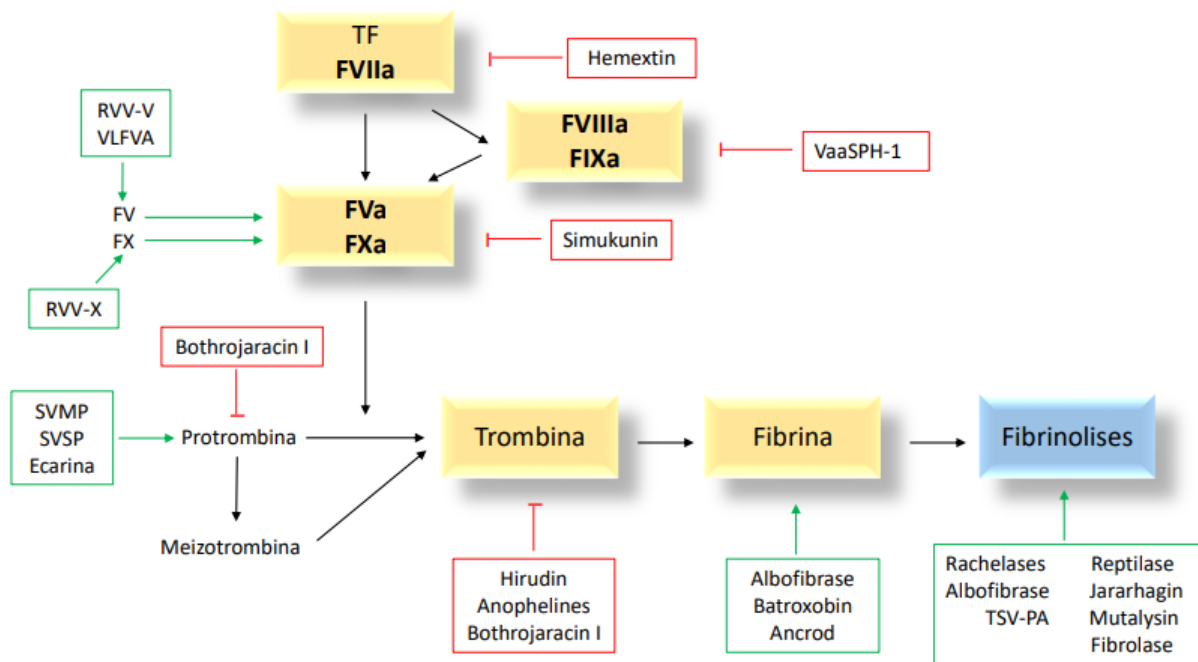 TF
FVIIa
Hemextin
RVV-V
VLFVA
FVIIIa
FIXa
VaaSPH-1
FV
FX
FVa
FXa
Simukunin
RVV-X
Bothrojaracin I
SVMP
SVSP
Ecarina
Protrombina
Trombina
Fibrina
Fibrinolises
Meizotrombina
Hirudin
Anophelines
Bothrojaracin I
Albofibrase
Batroxobin
Ancrod
Rachelases Reptilase
Albofibrase Jararhagin
TSV-PA Mutalysin
Fibrolase